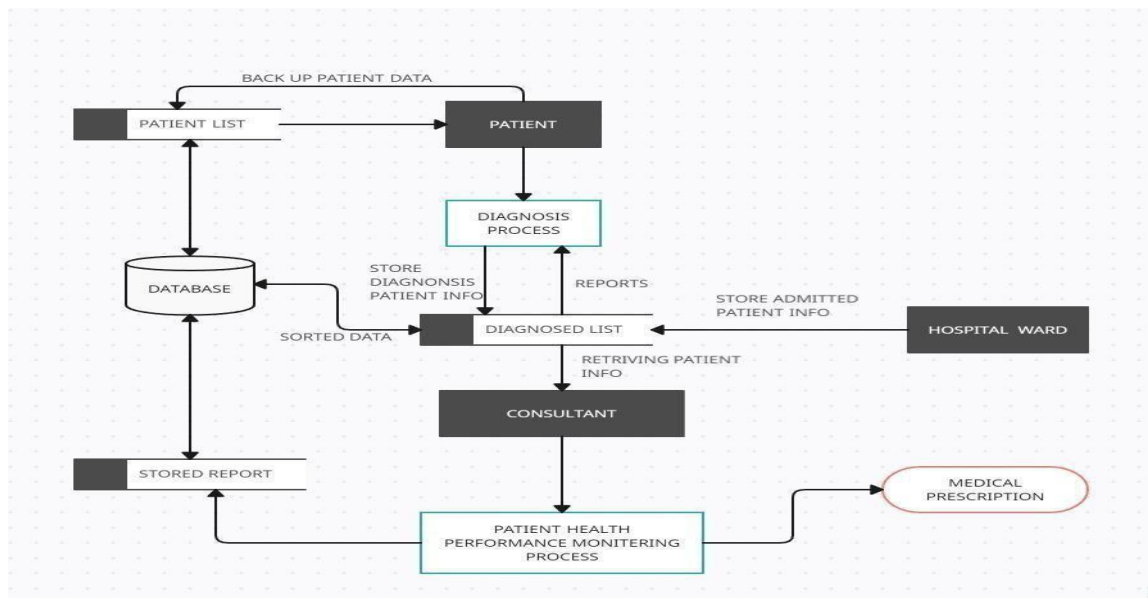 BACK UP PATIENT DATA
PATIENT LIST
PATIENT
DIAGNOSIS
PROCESS
STORE
DIAGNONSIS
PATIENT INFO
REPORTS
DATABASE
SORTED DATA
DIAGNOSED LIST
STORE ADMITTED
PATIENT INFO
HOSPITAL WARD
RETRIVING PATIENT
INFO
CONSULTANT
STORED REPORT
PATIENT HEALTH
PERFORMANCE MONITERING
PROCESS
MEDICAL
PRESCRIPTION